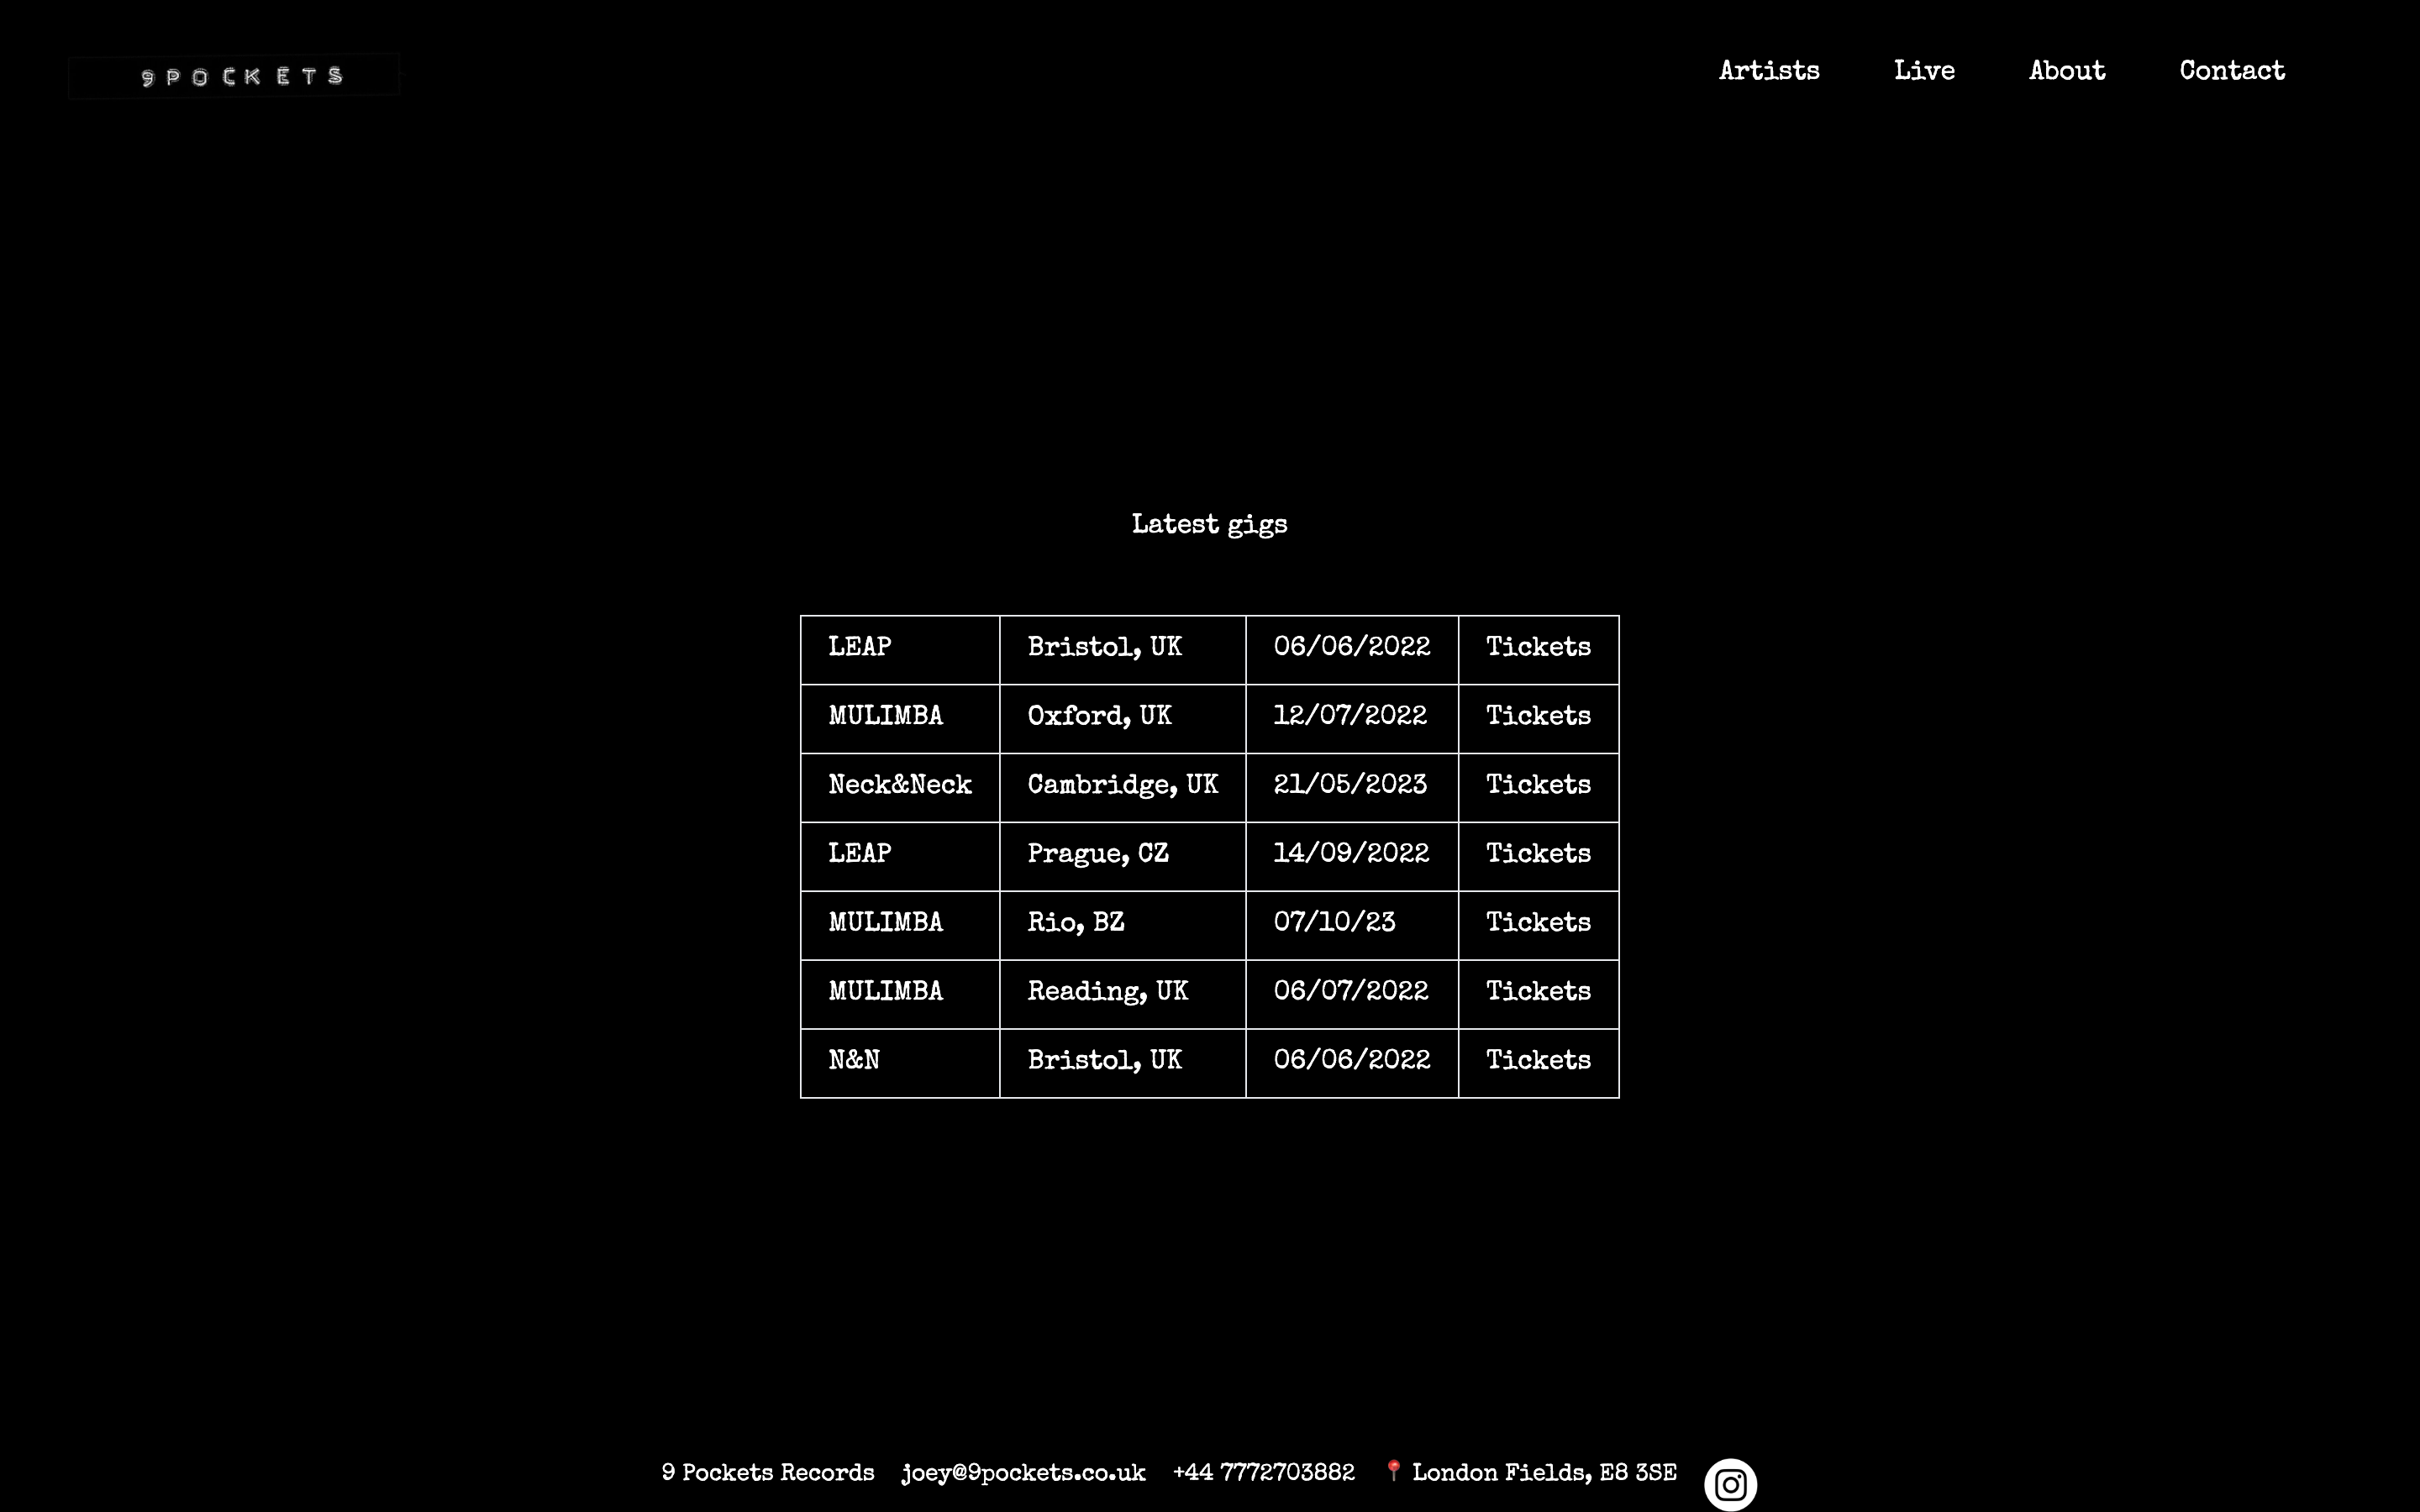 9POCKETS
Artists Live About Contact
Latest gigs
LEAP Bristol, UK 06/06/2022 Tickets
MULIMBA Oxford, UK 12/07/2022 Tickets
Neck&Neck Cambridge, UK 21/05/2023 Tickets
LEAP Prague, CZ 14/09/2022 Tickets
MULIMBA Rio, BZ 07/10/23 Tickets
MULIMBA Reading, UK 06/07/2022 Tickets
N&N Bristol, UK 06/06/2022 Tickets
9 Pockets Records joey@9pockets.co.uk +44 7772703882 📍 London Fields, E8 3SE